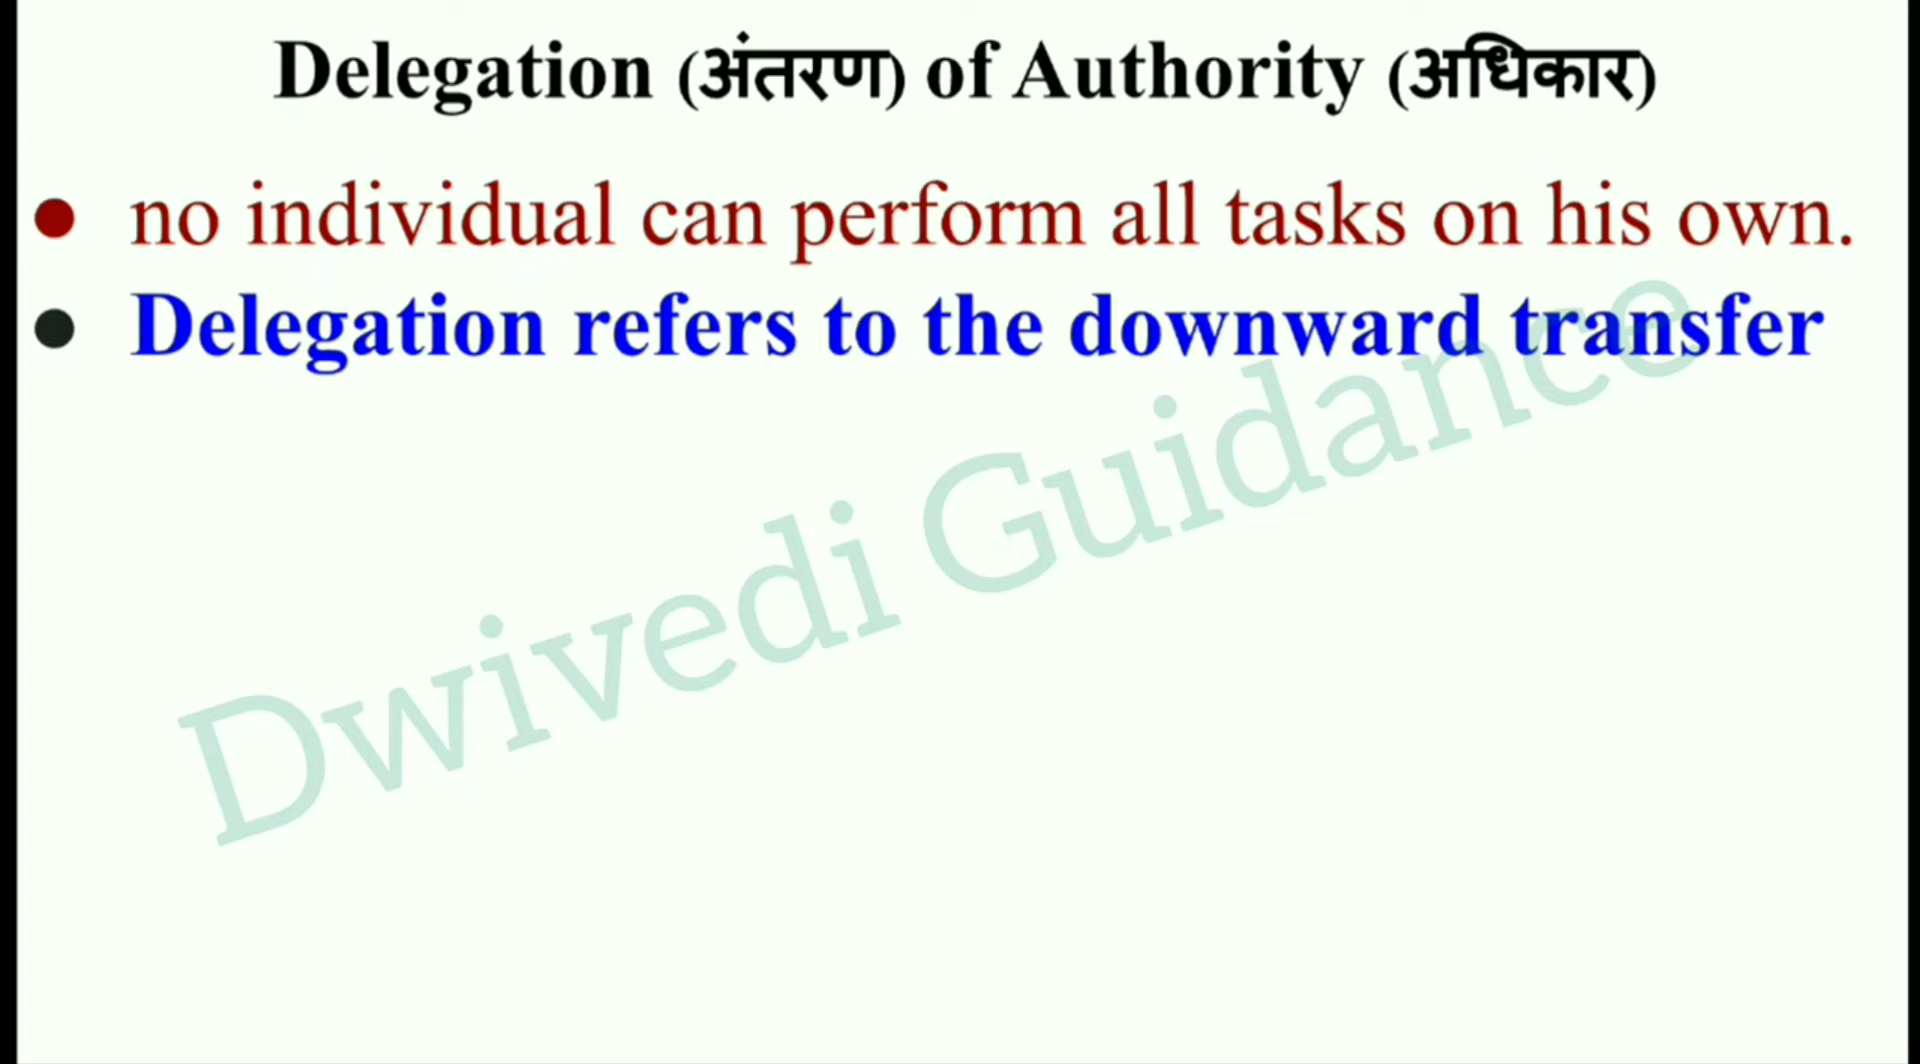 Delegation (अंतरण) of Authority (अधिकार)
no individual can perform all tasks on his own.
Delegation refers to the downward transfer
Dwivedi Guidance